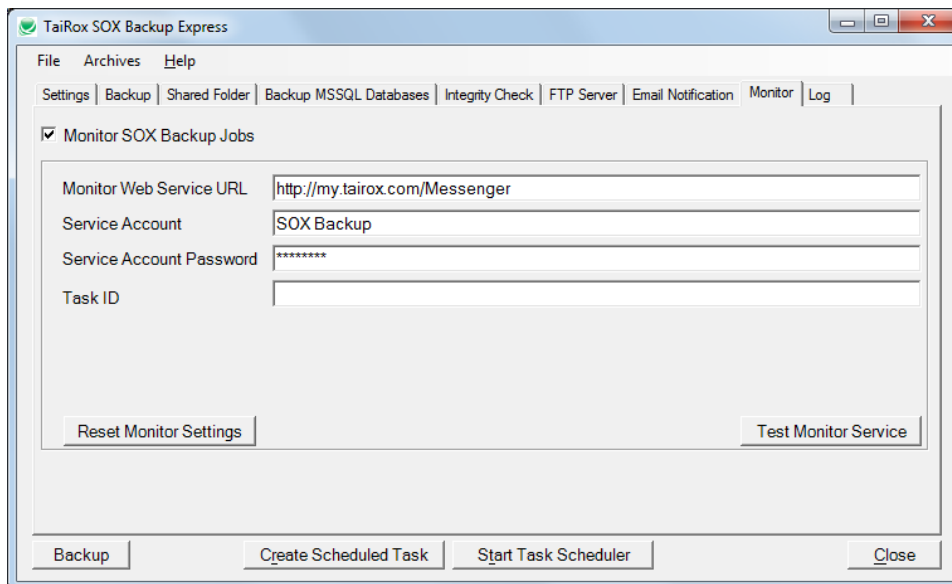 TaiRox SOX Backup Express
File Archives Help
Settings Backup Shared Folder Backup MSSQL Databases Integrity Check FTP Server Email Notification Monitor Log
Monitor SOX Backup Jobs
Monitor Web Service URL http://my.tairox.com/Messenger
Service Account SOX Backup
Service Account Password ********
Task ID
Reset Monitor Settings Test Monitor Service
Backup Create Scheduled Task Start Task Scheduler Close